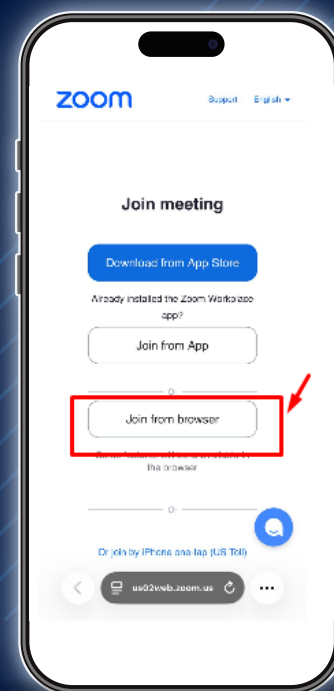 zoom
Support English
Join meeting
Download from App Store
Already installed the Zoom Workplace
app?
Join from App
Join from browser
the browser
Or join by iPhone one-tap (US Toll)
us02web.zoom.us